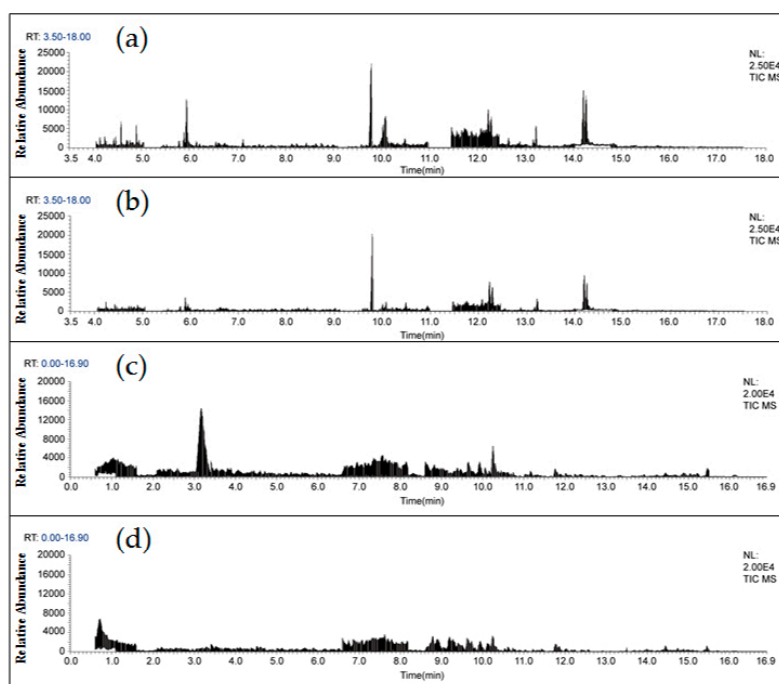 (a)
RT: 3.50-18.00
NL:
2.50E4
TIC MS
Relative Abundance
25000
20000
15000
10000
5000
0
3.5 4.0 5.0 6.0 7.0 8.0 9.0 10.0 11.0 12.0 13.0 14.0 15.0 16.0 17.0 18.0
Time(min)
(b)
RT: 3.50-18.00
NL:
2.50E4
TIC MS
Relative Abundance
25000
20000
15000
10000
5000
0
3.5 4.0 5.0 6.0 7.0 8.0 9.0 10.0 11.0 12.0 13.0 14.0 15.0 16.0 17.0 18.0
Time(min)
(c)
RT: 0.00-16.90
NL:
2.00E4
TIC MS
Relative Abundance
20000
16000
12000
8000
4000
0
0.0 1.0 2.0 3.0 4.0 5.0 6.0 7.0 8.0 9.0 10.0 11.0 12.0 13.0 14.0 15.0 16.0 16.9
Time(min)
(d)
RT: 0.00-16.90
NL:
2.00E4
TIC MS
Relative Abundance
20000
16000
12000
8000
4000
0
0.0 1.0 2.0 3.0 4.0 5.0 6.0 7.0 8.0 9.0 10.0 11.0 12.0 13.0 14.0 15.0 16.0 16.9
Time(min)